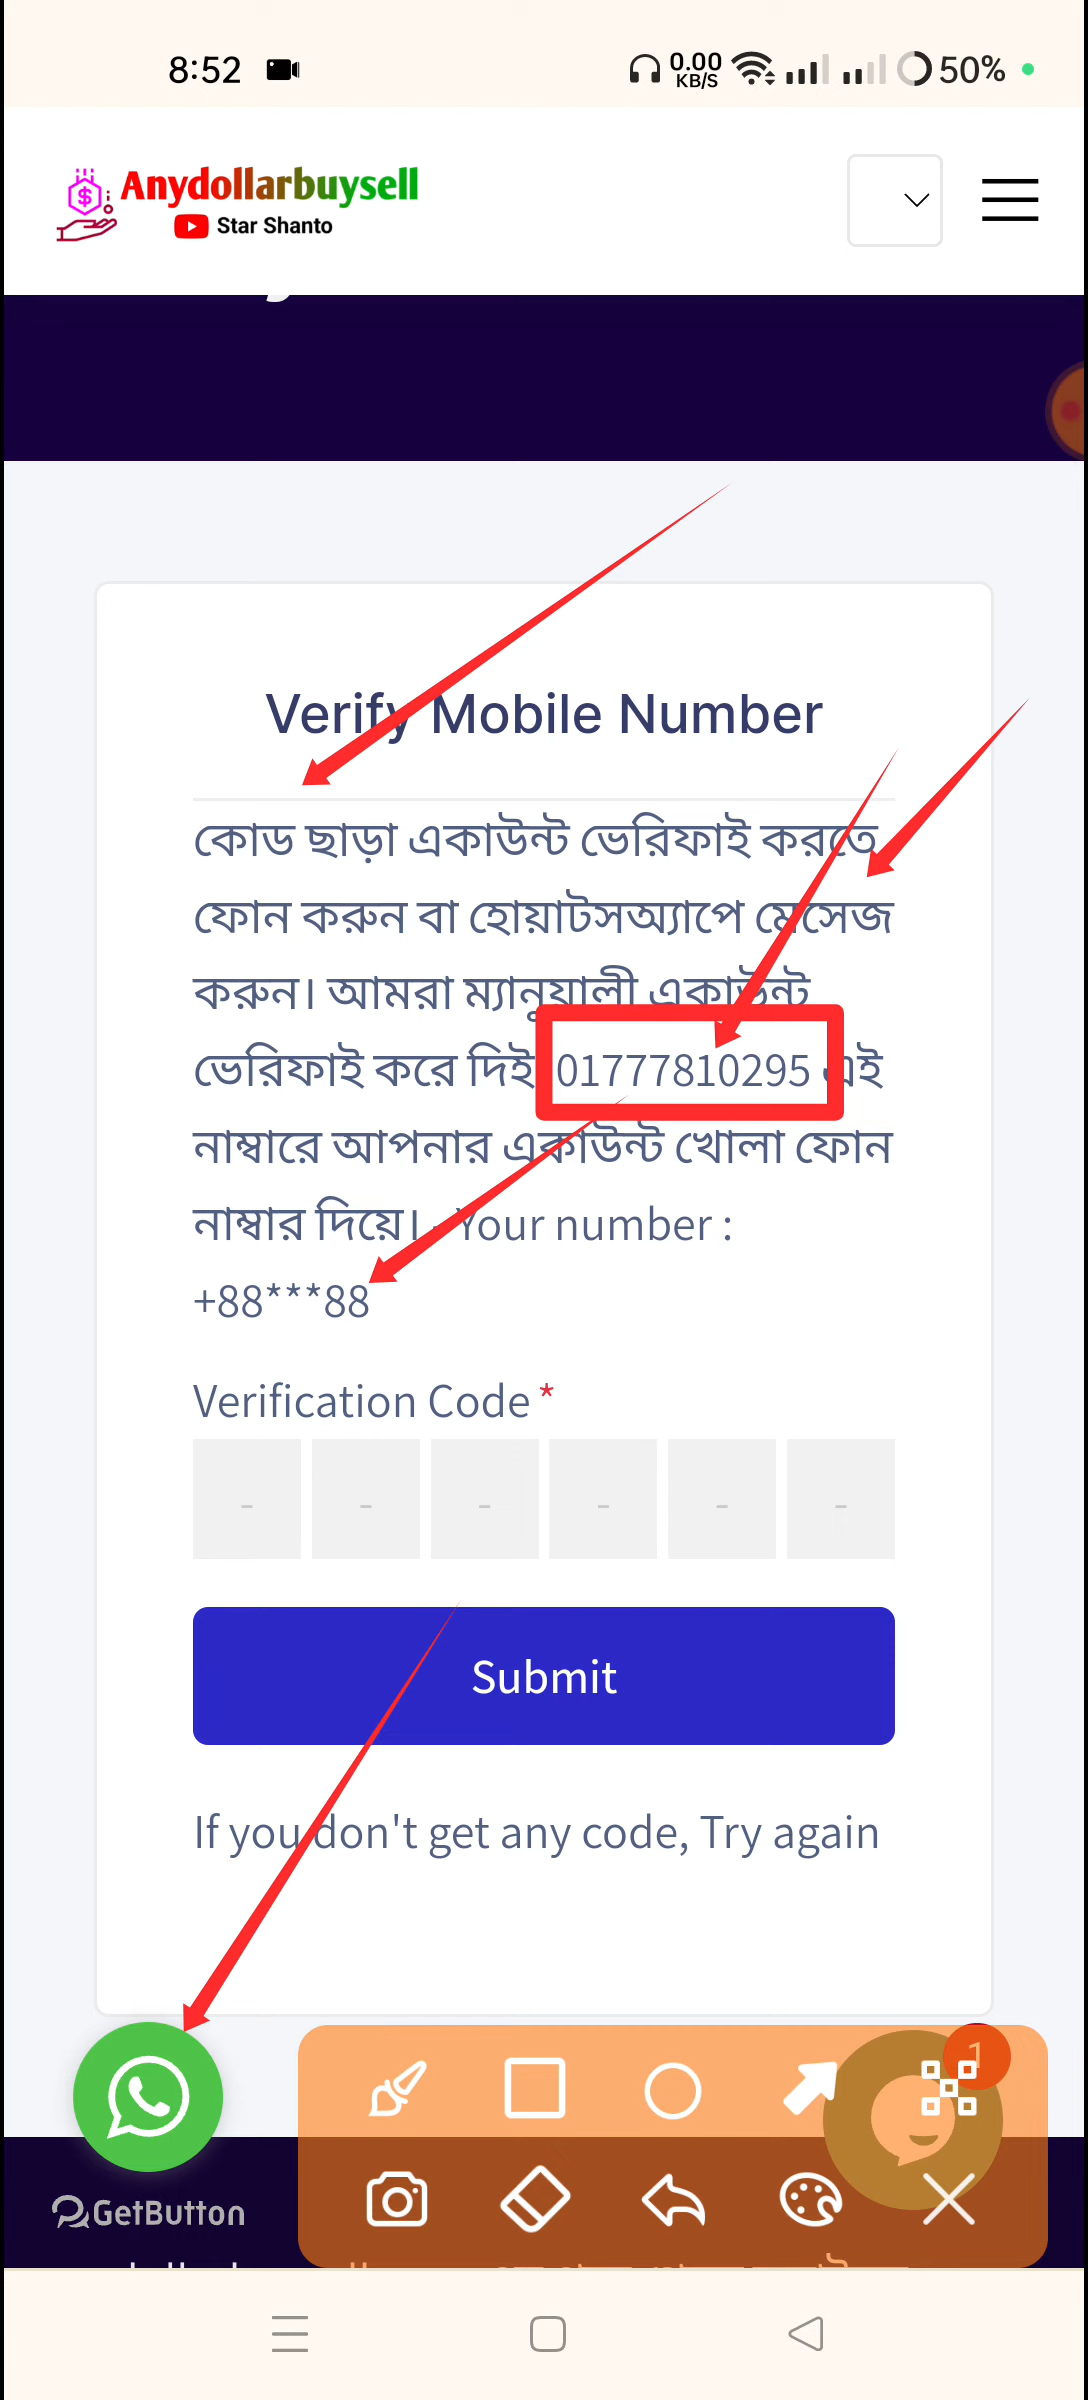 8:52 0.00 KB/S 50%
Anydollarbuysell
Star Shanto
Verify Mobile Number
কোড ছাড়া একাউন্ট ভেরিফাই করতে
ফোন করুন বা হোয়াটসঅ্যাপে মেসেজ
করুন। আমরা ম্যানুয়ালী একাউন্ট
ভেরিফাই করে দিই 01777810295 এই
নাম্বারে আপনার একাউন্ট খোলা ফোন
নাম্বার দিয়ে। - Your number :
+88***88
Verification Code *
- - - - - -
Submit
If you don't get any code, Try again
1
GetButton